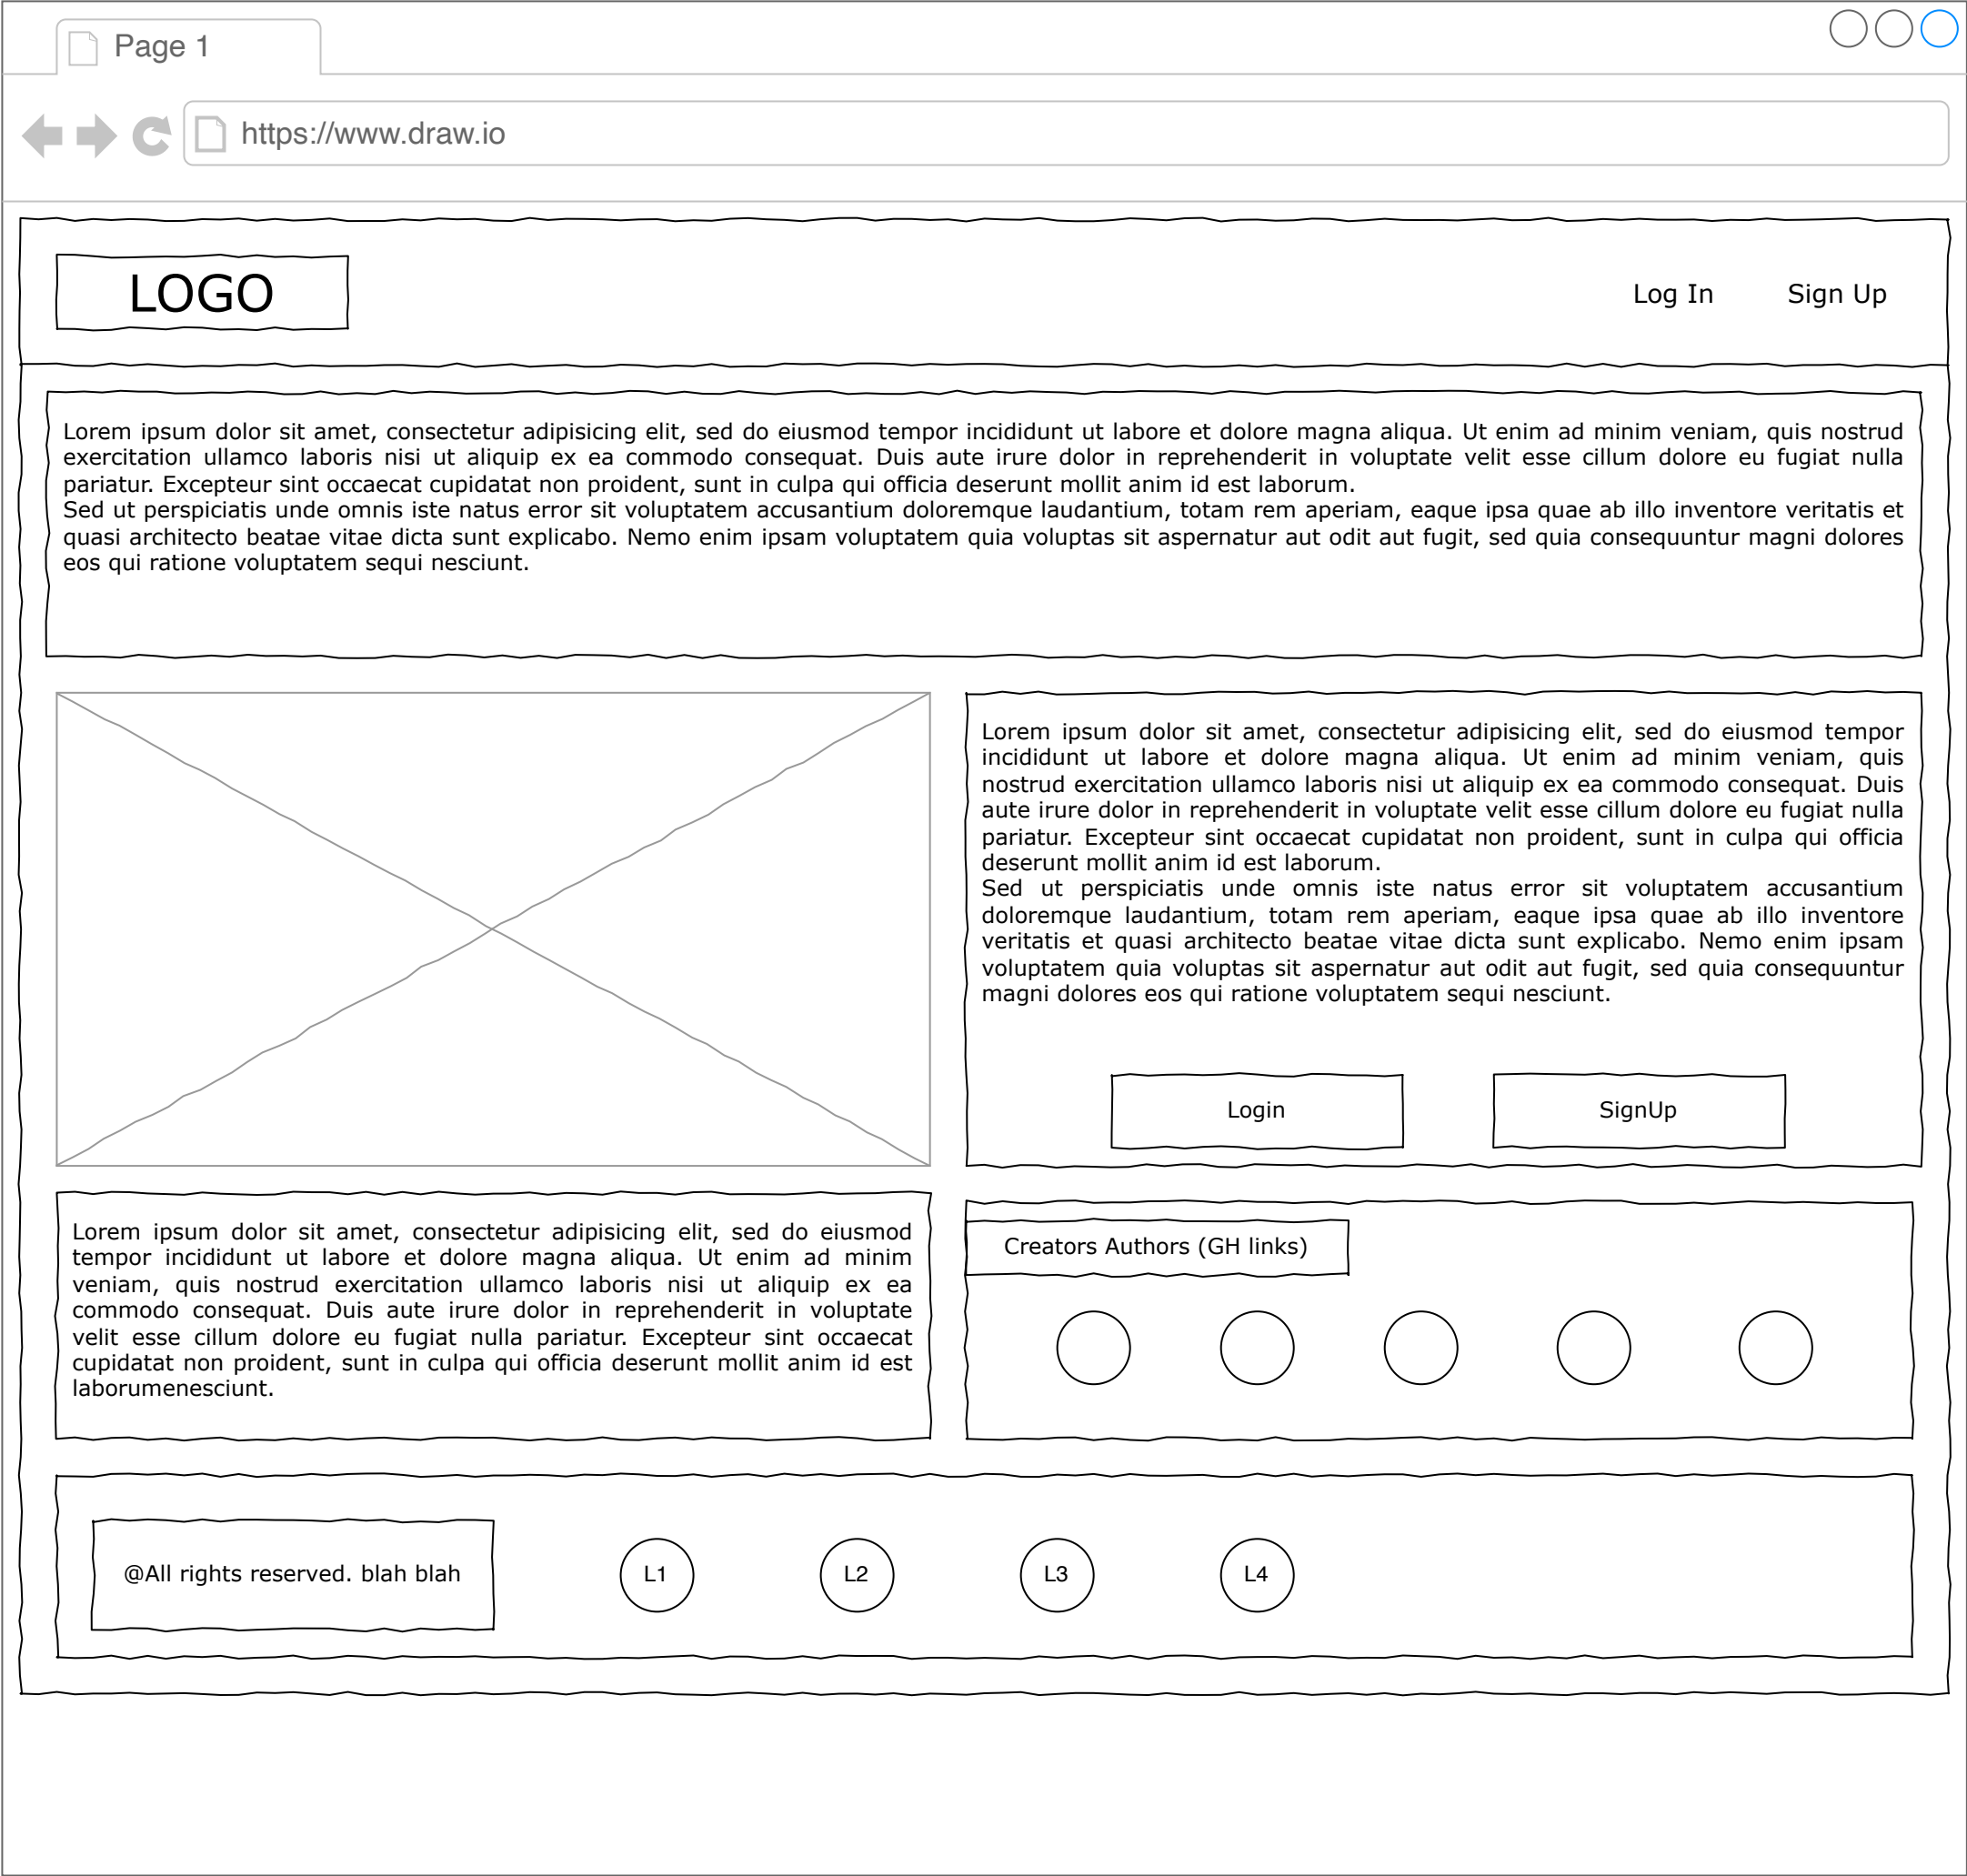 Page 1
https://www.draw.io
LOGO
Log In
Sign Up
Lorem ipsum dolor sit amet, consectetur adipisicing elit, sed do eiusmod tempor incididunt ut labore et dolore magna aliqua. Ut enim ad minim veniam, quis nostrud
exercitation ullamco laboris nisi ut aliquip ex ea commodo consequat. Duis aute irure dolor in reprehenderit in voluptate velit esse cillum dolore eu fugiat nulla
pariatur. Excepteur sint occaecat cupidatat non proident, sunt in culpa qui officia deserunt mollit anim id est laborum.
Sed ut perspiciatis unde omnis iste natus error sit voluptatem accusantium doloremque laudantium, totam rem aperiam, eaque ipsa quae ab illo inventore veritatis et
quasi architecto beatae vitae dicta sunt explicabo. Nemo enim ipsam voluptatem quia voluptas sit aspernatur aut odit aut fugit, sed quia consequuntur magni dolores
eos qui ratione voluptatem sequi nesciunt.
Lorem ipsum dolor sit amet, consectetur adipisicing elit, sed do eiusmod tempor
incididunt ut labore et dolore magna aliqua. Ut enim ad minim veniam, quis
nostrud exercitation ullamco laboris nisi ut aliquip ex ea commodo consequat. Duis
aute irure dolor in reprehenderit in voluptate velit esse cillum dolore eu fugiat nulla
pariatur. Excepteur sint occaecat cupidatat non proident, sunt in culpa qui officia
deserunt mollit anim id est laborum.
Sed ut perspiciatis unde omnis iste natus error sit voluptatem accusantium
doloremque laudantium, totam rem aperiam, eaque ipsa quae ab illo inventore
veritatis et quasi architecto beatae vitae dicta sunt explicabo. Nemo enim ipsam
voluptatem quia voluptas sit aspernatur aut odit aut fugit, sed quia consequuntur
magni dolores eos qui ratione voluptatem sequi nesciunt.
Login
SignUp
Lorem ipsum dolor sit amet, consectetur adipisicing elit, sed do eiusmod
tempor incididunt ut labore et dolore magna aliqua. Ut enim ad minim
veniam, quis nostrud exercitation ullamco laboris nisi ut aliquip ex ea
commodo consequat. Duis aute irure dolor in reprehenderit in voluptate
velit esse cillum dolore eu fugiat nulla pariatur. Excepteur sint occaecat
cupidatat non proident, sunt in culpa qui officia deserunt mollit anim id est
laborumenesciunt.
Creators Authors (GH links)
@All rights reserved. blah blah
L1
L2
L3
L4